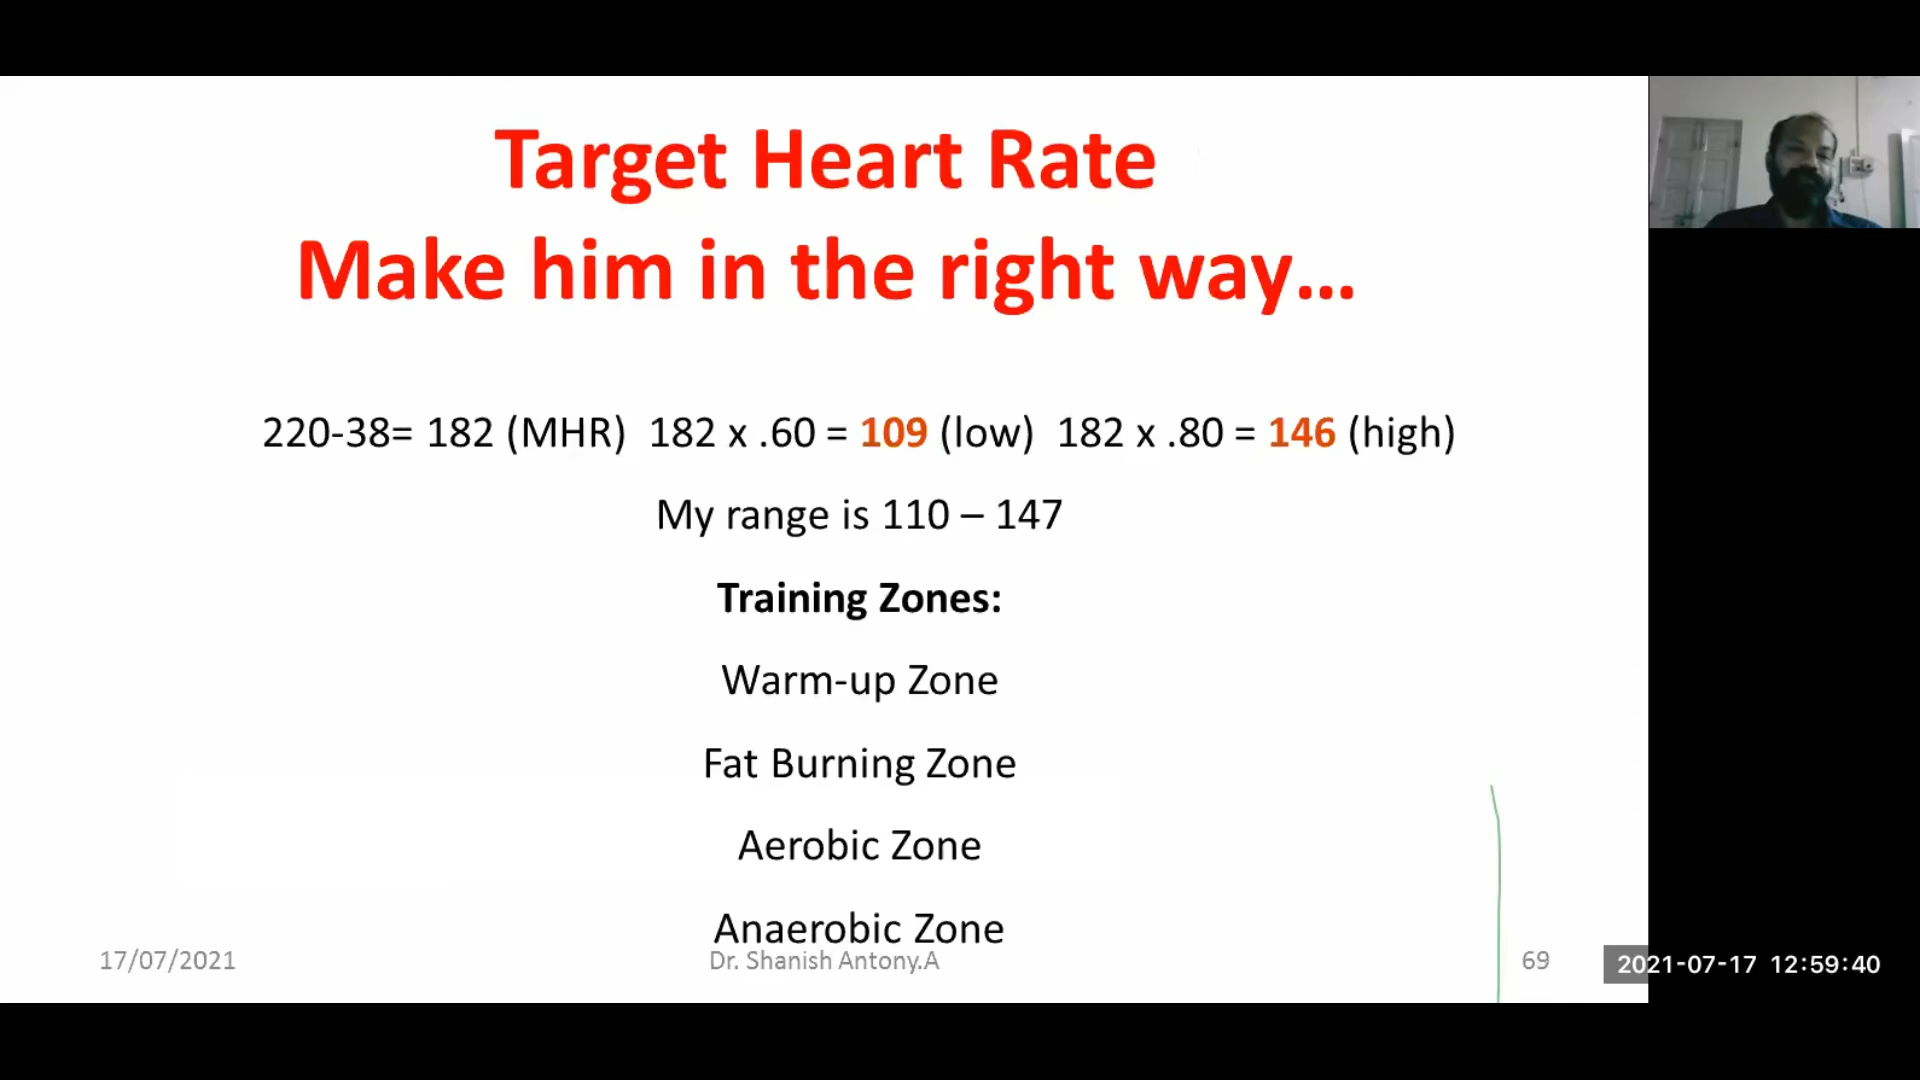 Target Heart Rate
Make him in the right way...
220-38= 182 (MHR)  182 x .60 = 109 (low)  182 x .80 = 146 (high)
My range is 110 – 147
Training Zones:
Warm-up Zone
Fat Burning Zone
Aerobic Zone
Anaerobic Zone
17/07/2021
Dr. Shanish Antony.A
69
2021-07-17 12:59:40